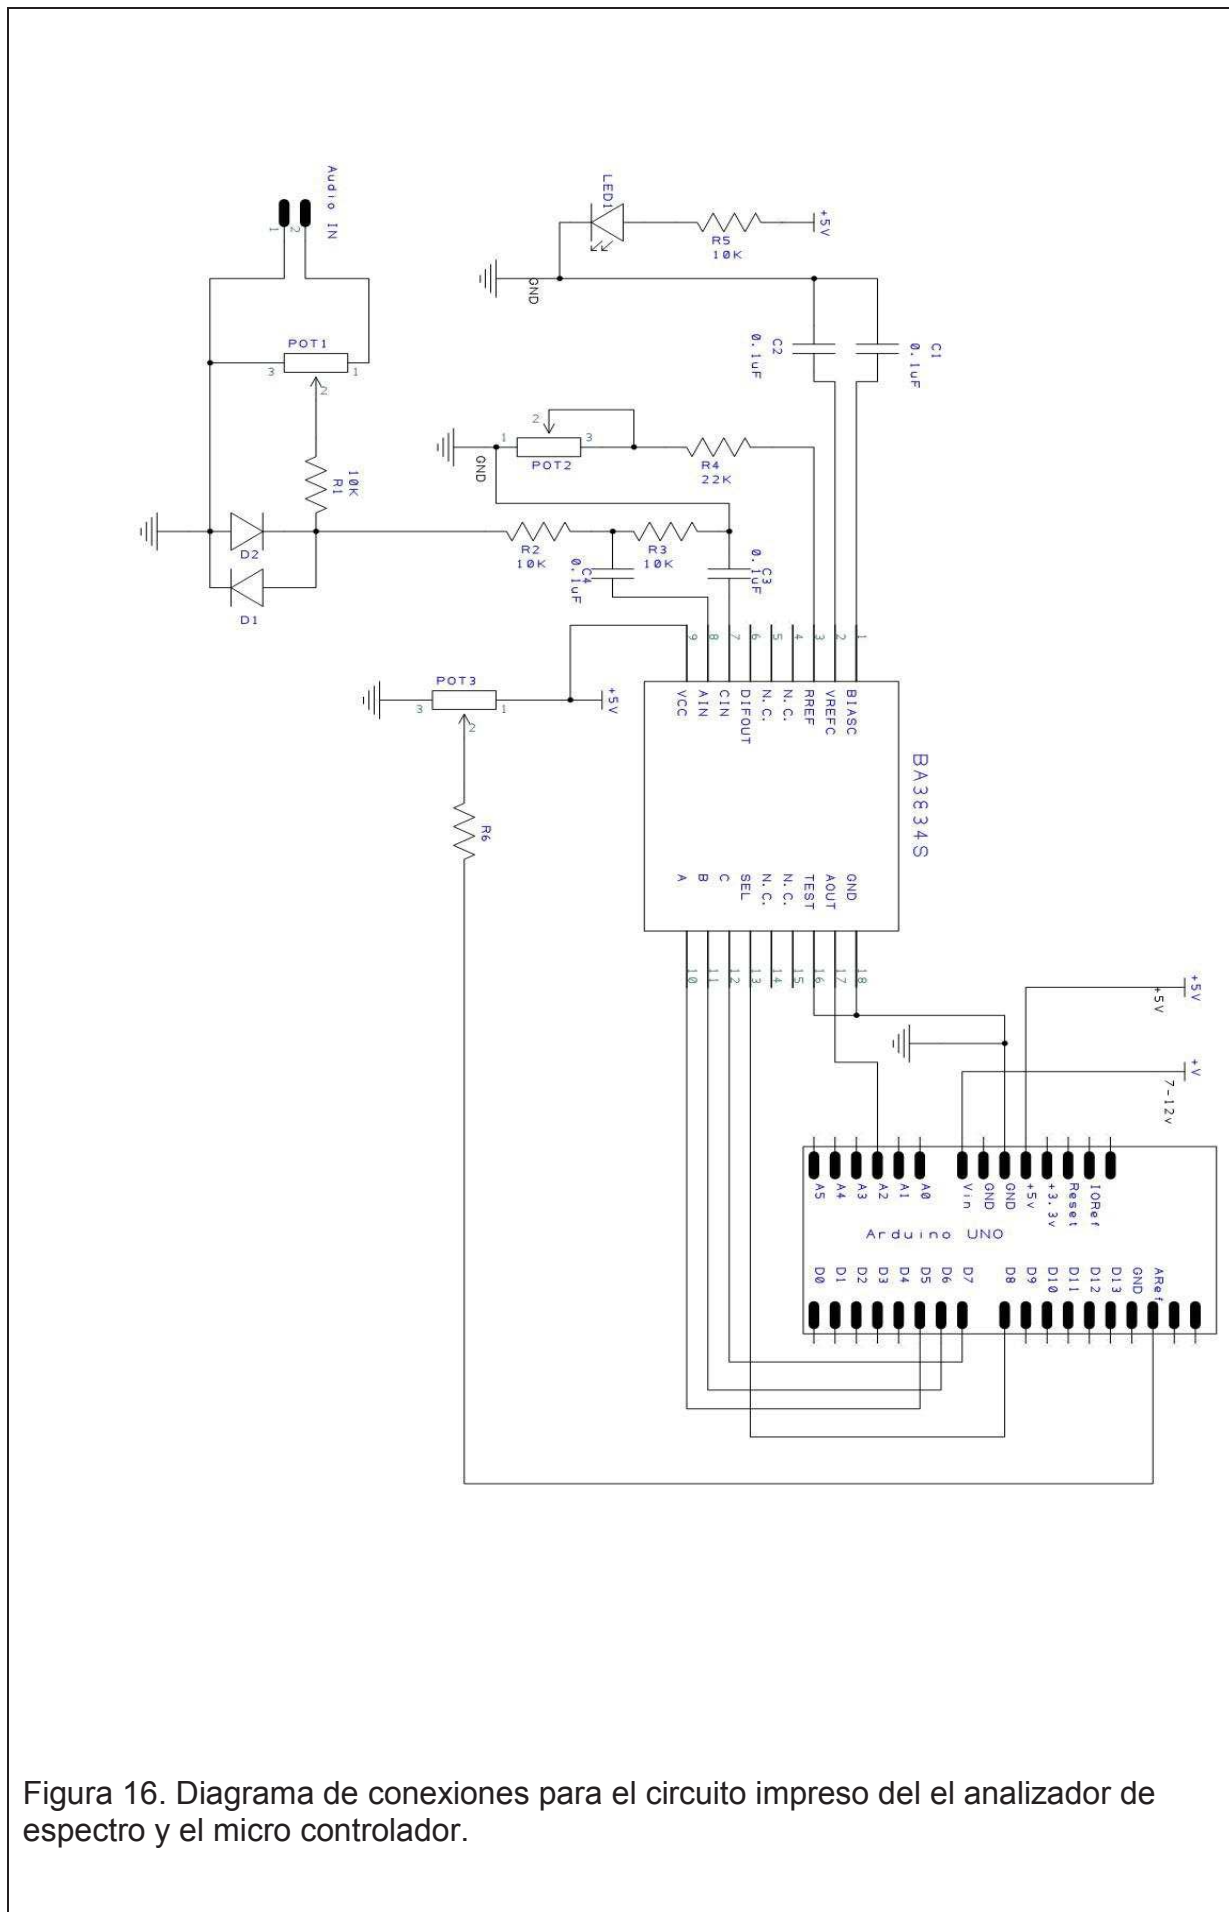 Audio IN
1
2
POT1
3
1
2
10K
R1
D2
D1
LED1
R5
10K
+5V
GND
C2
0.1uF
C1
0.1uF
1
2
3
POT2
GND
R4
22K
R2
10K
R3
10K
C4
0.1uF
C3
0.1uF
POT3
3
1
2
+5V
R6
9
8
7
6
5
4
3
2
1
VCC
AIN
CIN
DIFOUT
N.C.
N.C.
RREF
VREFC
BIASC
BA3834S
A
B
C
SEL
N.C.
N.C.
TEST
AOUT
GND
10
11
12
13
14
15
16
17
18
+5V
+5V
+V
7-12v
A5
A4
A3
A2
A1
A0
Vin
GND
GND
+5v
+3.3v
Reset
IORef
Arduino UNO
D0
D1
D2
D3
D4
D5
D6
D7
D8
D9
D10
D11
D12
D13
GND
ARef
Figura 16. Diagrama de conexiones para el circuito impreso del el analizador de
espectro y el micro controlador.